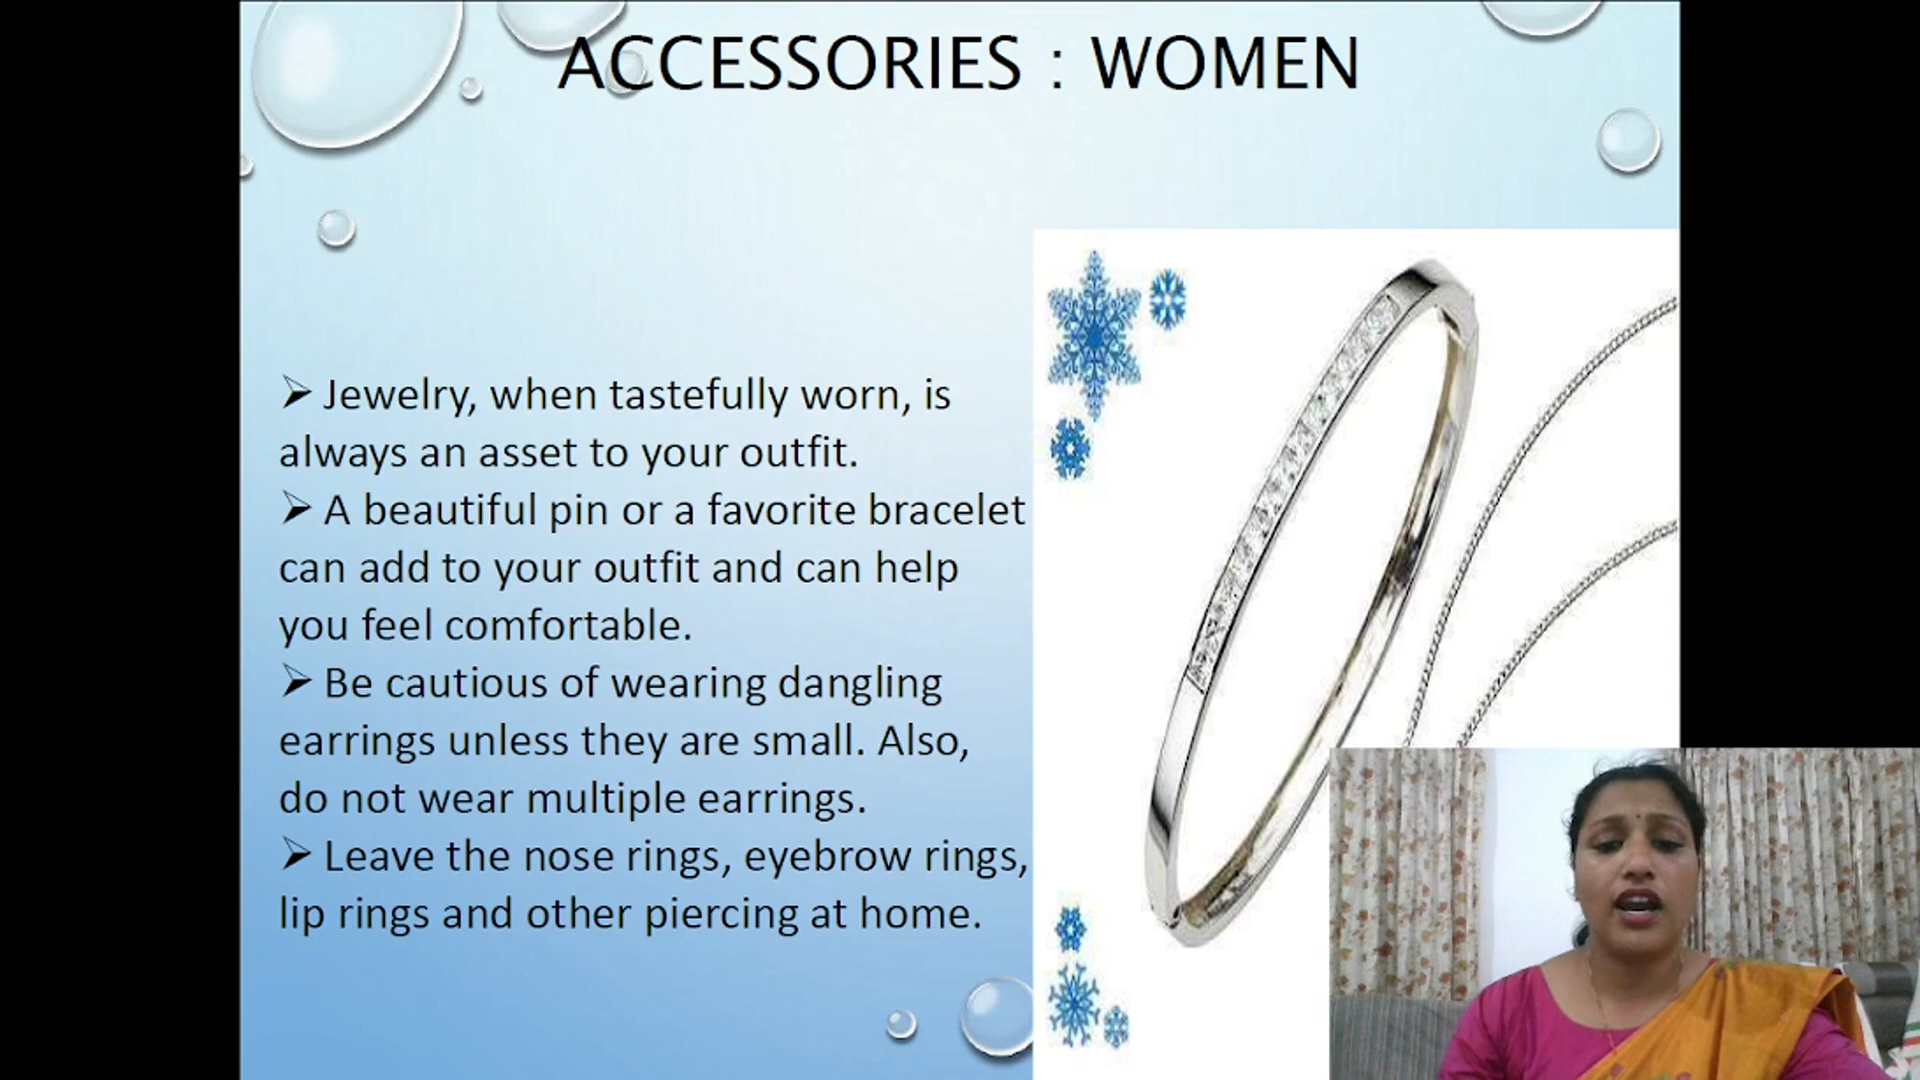 ACCESSORIES : WOMEN
➢ Jewelry, when tastefully worn, is
always an asset to your outfit.
➢ A beautiful pin or a favorite bracelet
can add to your outfit and can help
you feel comfortable.
➢ Be cautious of wearing dangling
earrings unless they are small. Also,
do not wear multiple earrings.
➢ Leave the nose rings, eyebrow rings,
lip rings and other piercing at home.